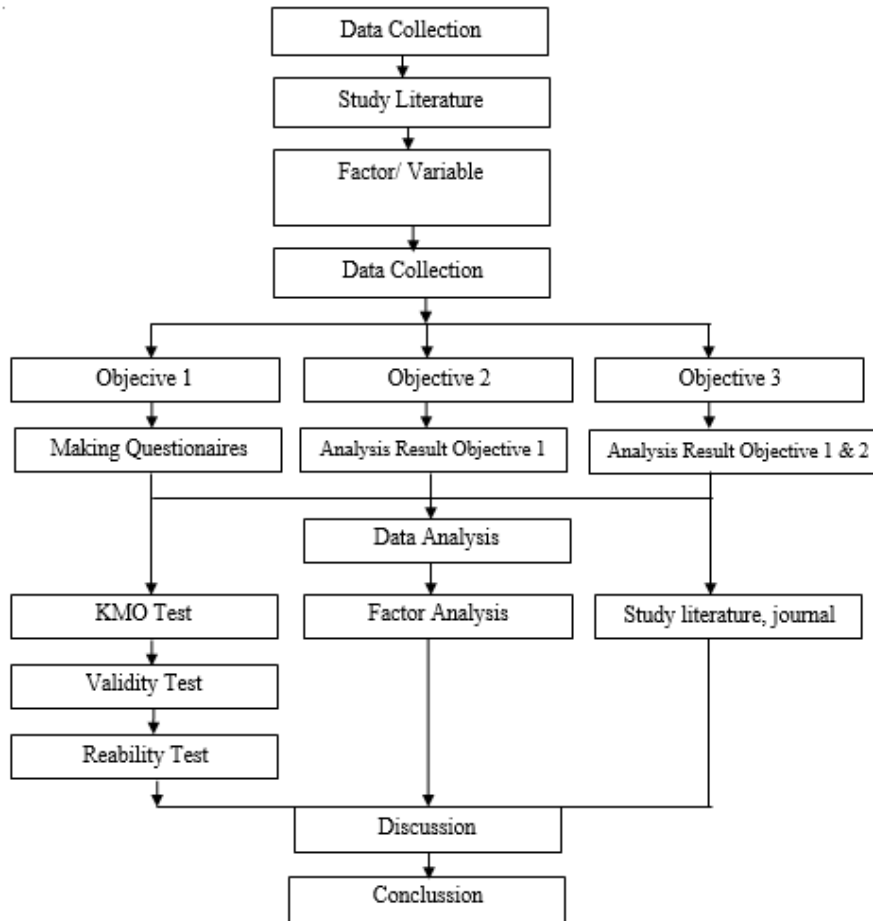 Data Collection
Study Literature
Factor/ Variable
Data Collection
Objecive 1
Objective 2
Objective 3
Making Questionaires
Analysis Result Objective 1
Analysis Result Objective 1 & 2
Data Analysis
KMO Test
Factor Analysis
Study literature, journal
Validity Test
Reability Test
Discussion
Conclussion